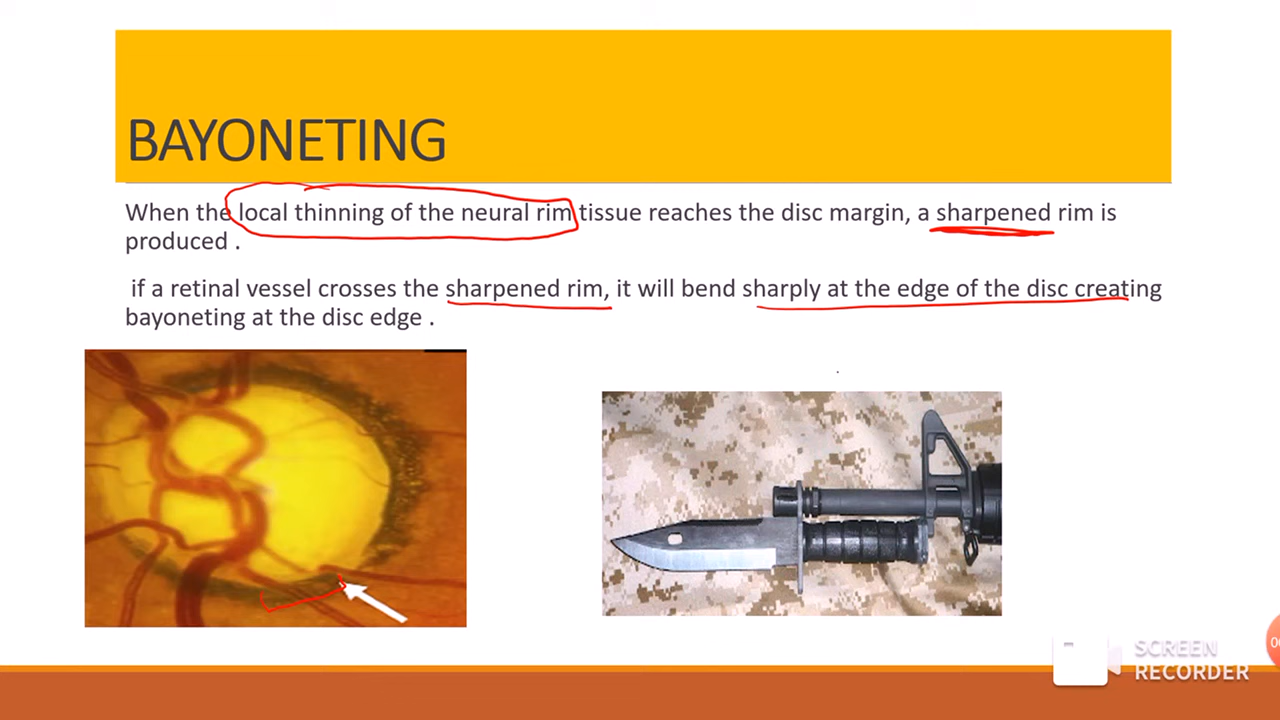 BAYONETING
When the local thinning of the neural rim tissue reaches the disc margin, a sharpened rim is
produced .
if a retinal vessel crosses the sharpened rim, it will bend sharply at the edge of the disc creating
bayoneting at the disc edge .
SCREEN
RECORDER